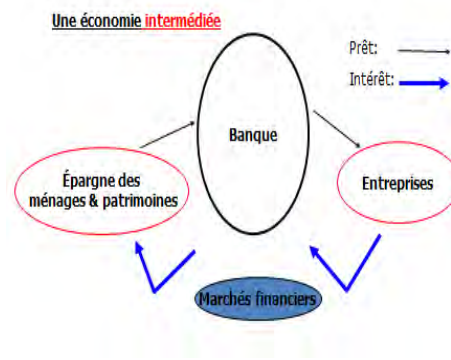 Une économie intermédiée
Prêt:
Intérêt:
Banque
Épargne des
ménages & patrimoines
Entreprises
Marchés financiers